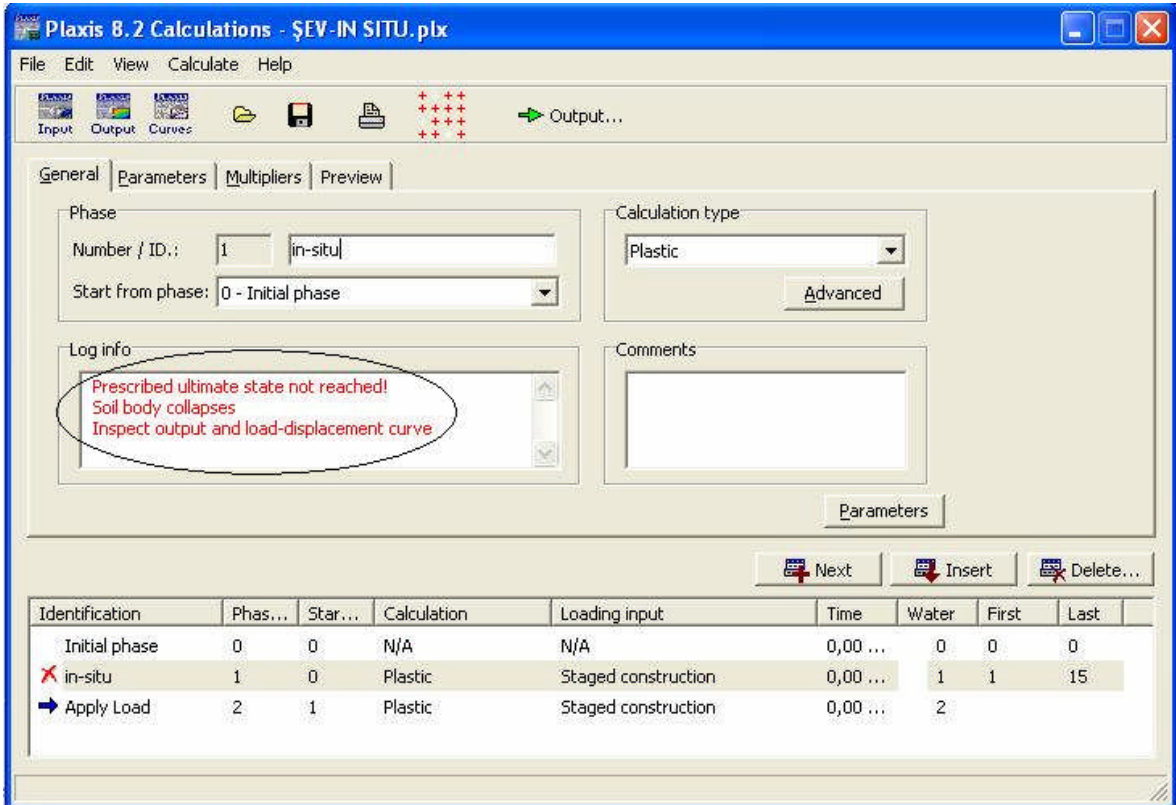 Plaxis 8.2 Calculations - ŞEV-IN SITU.plx
File Edit View Calculate Help
Input Output Curves Output...
General Parameters Multipliers Preview
Phase
Number / ID.: 1 in-situ
Start from phase: 0 - Initial phase
Calculation type
Plastic
Advanced
Log info
Prescribed ultimate state not reached!
Soil body collapses
Inspect output and load-displacement curve
Comments
Parameters
Next Insert Delete...
Identification Phas... Star... Calculation Loading input Time Water First Last
Initial phase 0 0 N/A N/A 0,00 ... 0 0 0
in-situ 1 0 Plastic Staged construction 0,00 ... 1 1 15
Apply Load 2 1 Plastic Staged construction 0,00 ... 2